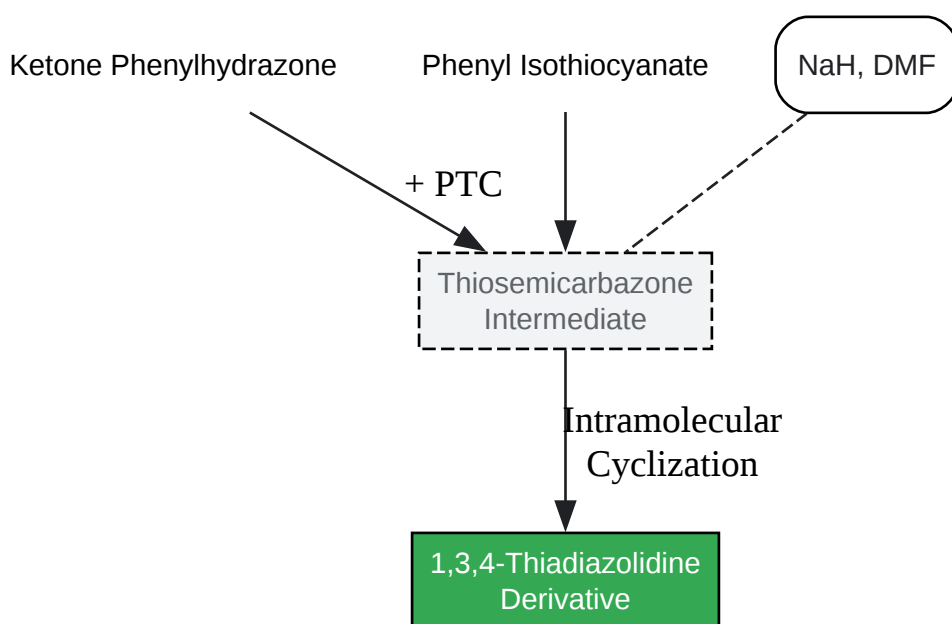 Ketone Phenylhydrazone
Phenyl Isothiocyanate
NaH, DMF
+ PTC
Thiosemicarbazone
Intermediate
Intramolecular
Cyclization
1,3,4-Thiadiazolidine
Derivative